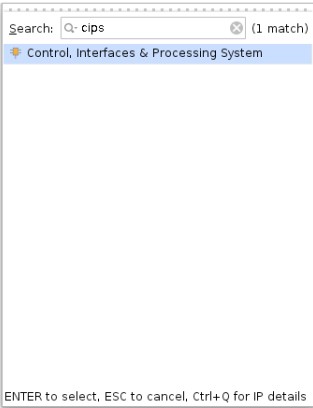 Search: cips (1 match)
Control, Interfaces & Processing System
ENTER to select, ESC to cancel, Ctrl+Q for IP details